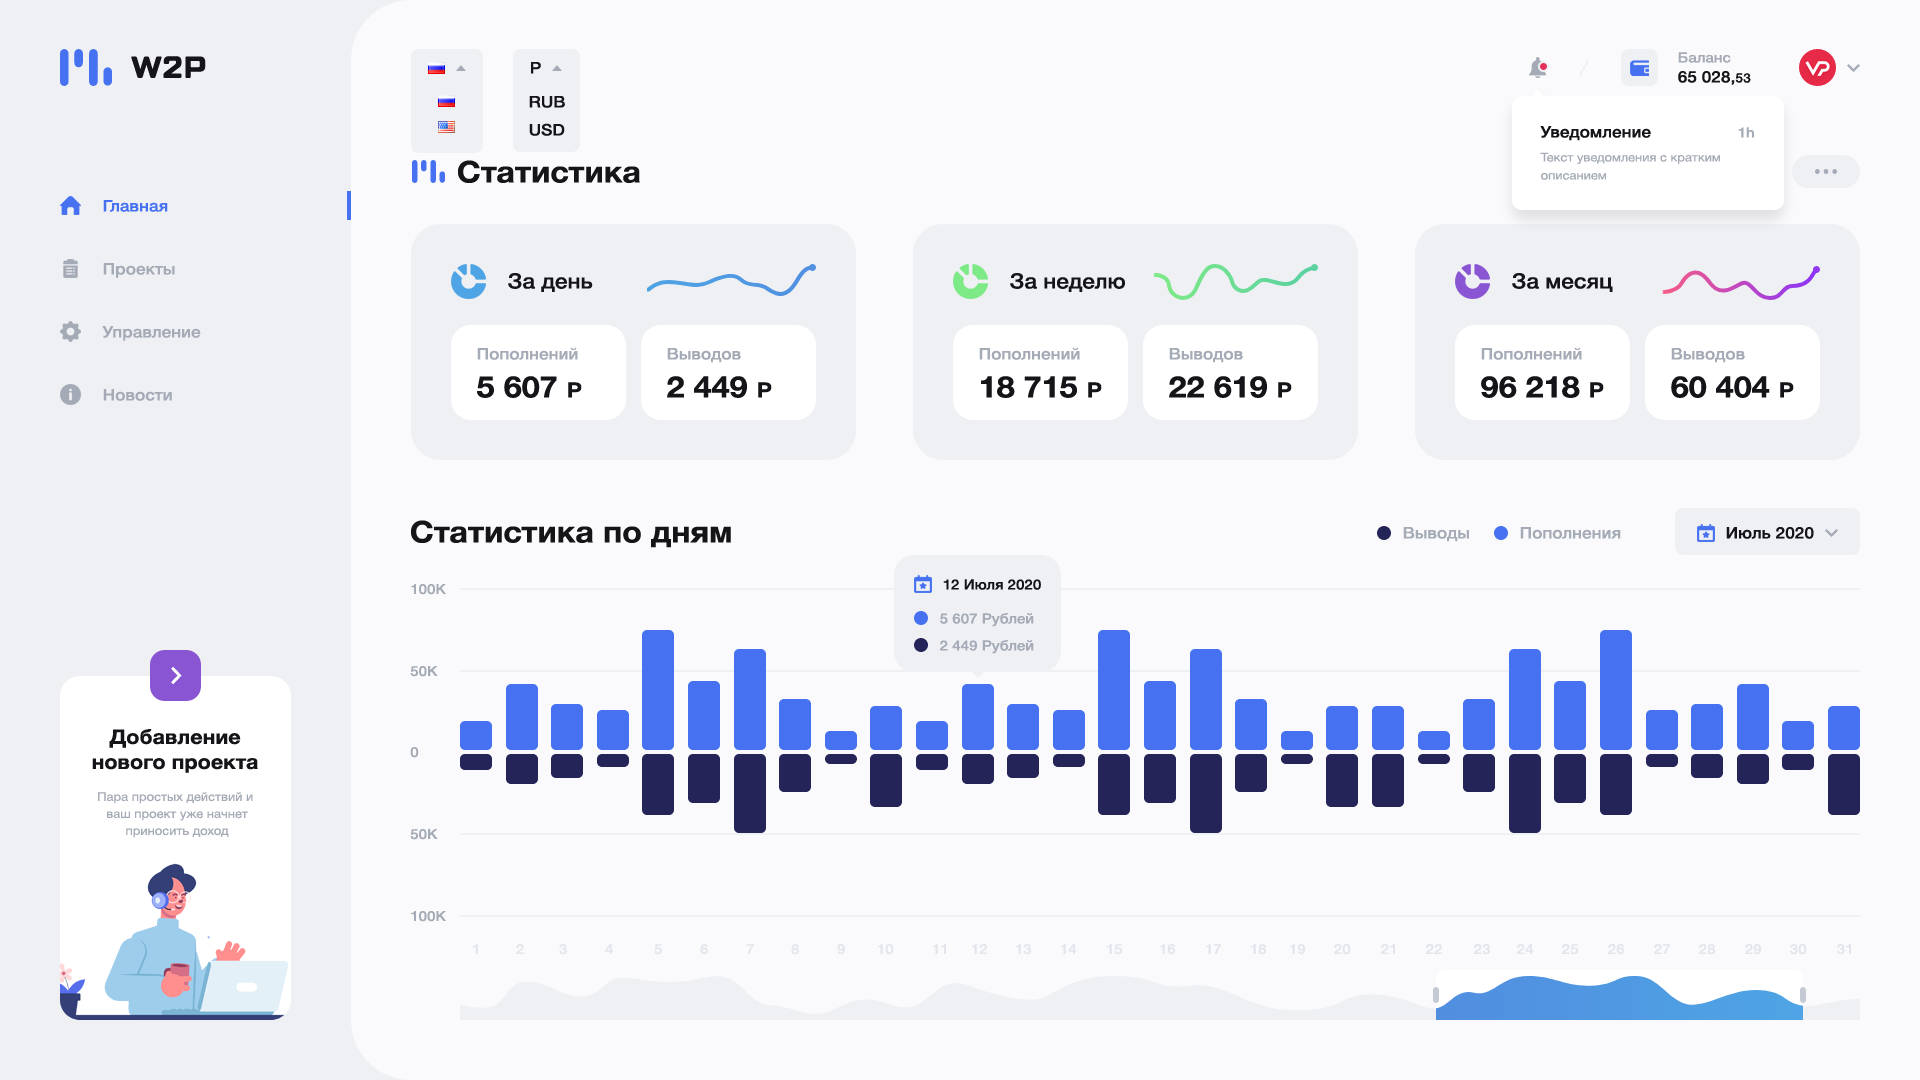 W2P
Главная
Проекты
Управление
Новости
Добавление
нового проекта
Пара простых действий и
ваш проект уже начнет
приносить доход
Р
RUB
USD
Баланс
65 028,53
VP
Уведомление 1h
Текст уведомления с кратким
описанием
Статистика
За день
Пополнений
5 607 Р
Выводов
2 449 Р
За неделю
Пополнений
18 715 Р
Выводов
22 619 Р
За месяц
Пополнений
96 218 Р
Выводов
60 404 Р
Статистика по дням
Выводы
Пополнения
Июль 2020
12 Июля 2020
5 607 Рублей
2 449 Рублей
100K
50K
0
50K
100K
1 2 3 4 5 6 7 8 9 10 11 12 13 14 15 16 17 18 19 20 21 22 23 24 25 26 27 28 29 30 31